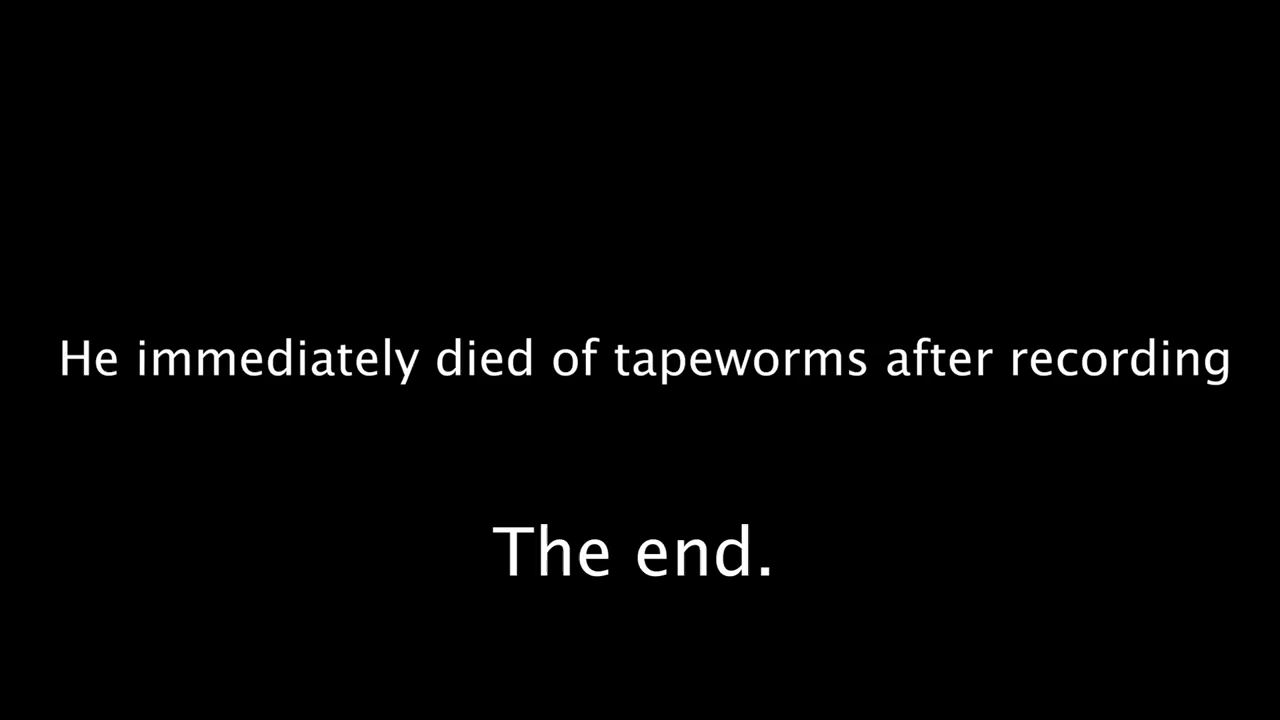 He immediately died of tapeworms after recording
The end.